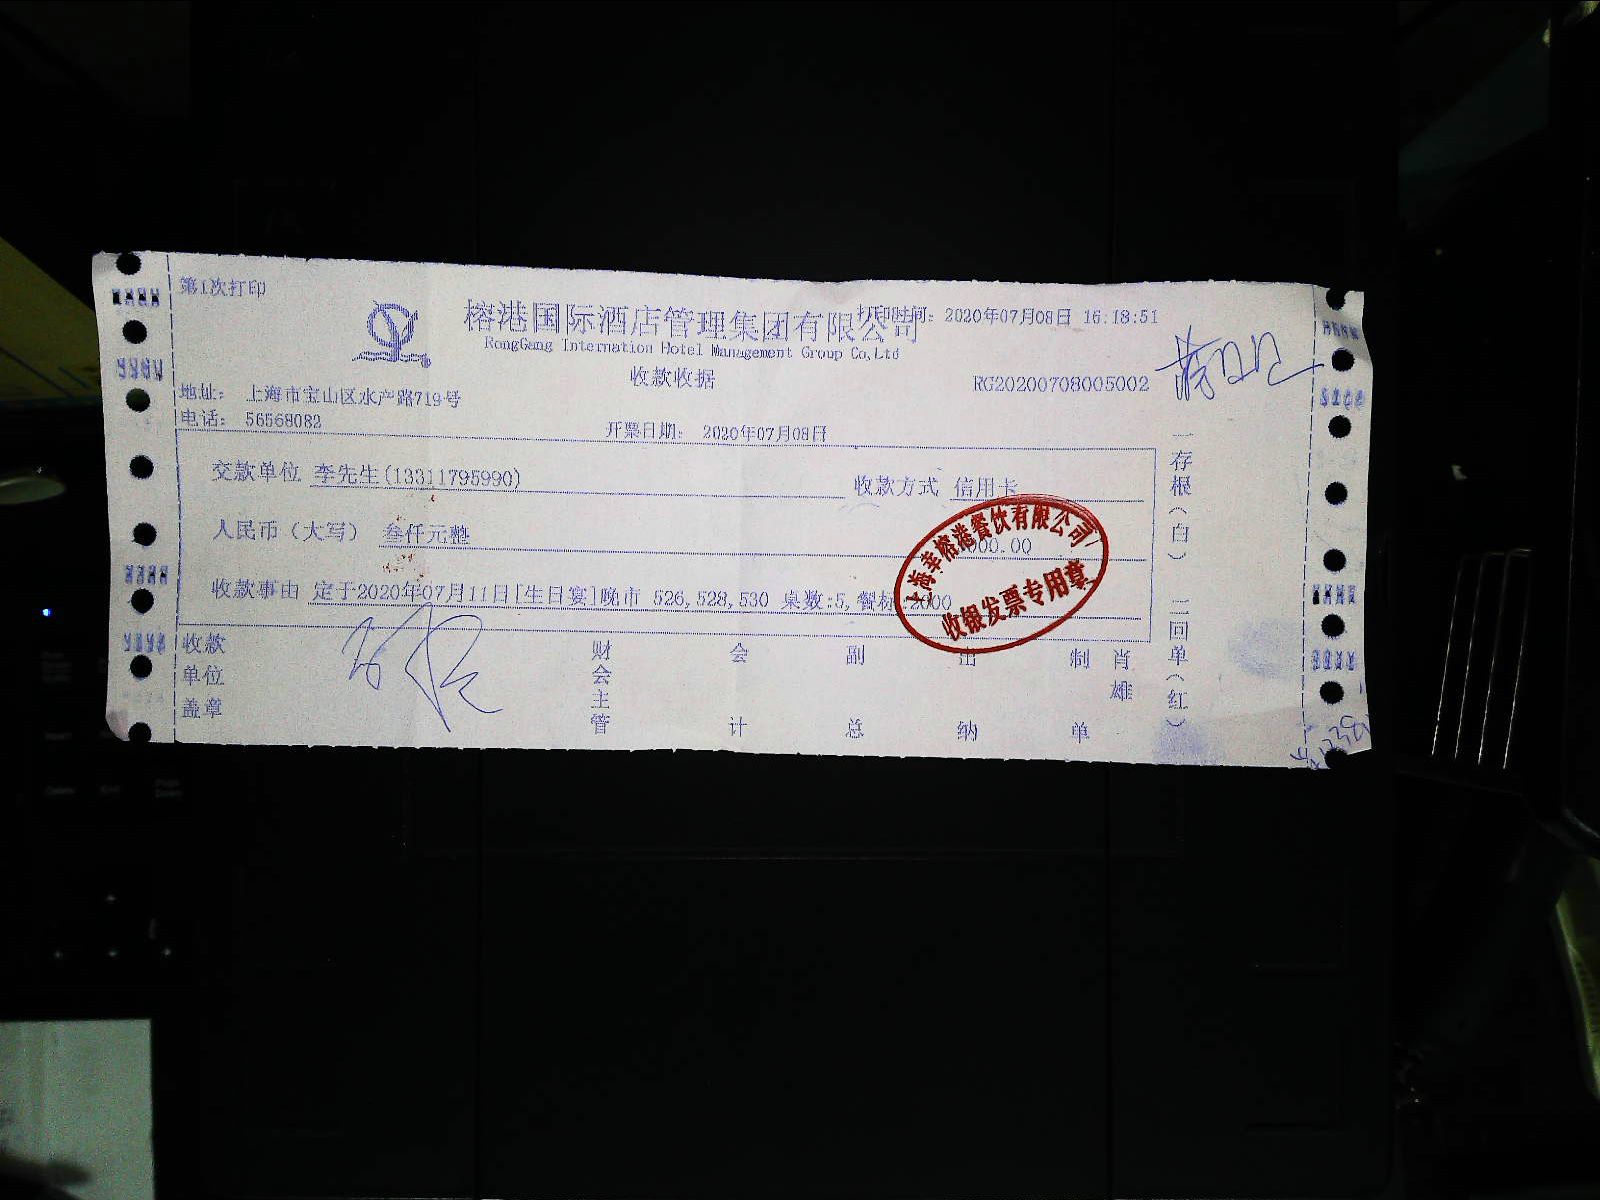 第1次打印
榕港国际酒店管理集团有限公司
打印时间: 2020年07月08日 16:18:51
RongGang Internation Hotel Management Group Co,Ltd
收款收据
RG20200708005002
地址: 上海市宝山区水产路719号
电话: 56568082
开票日期: 2020年07月08日
交款单位 李先生(13311795990)
收款方式 信用卡
人民币（大写） 叁仟元整
000.00
收款事由 定于2020年07月11日[生日宴]晚市 526,528,530 桌数:5,餐标:2000
上海华榕港餐饮有限公司
收银发票专用章
收款单位盖章
财会主管
会计
副总
出纳
制单
肖雄
一存根(白)
二回单(红)